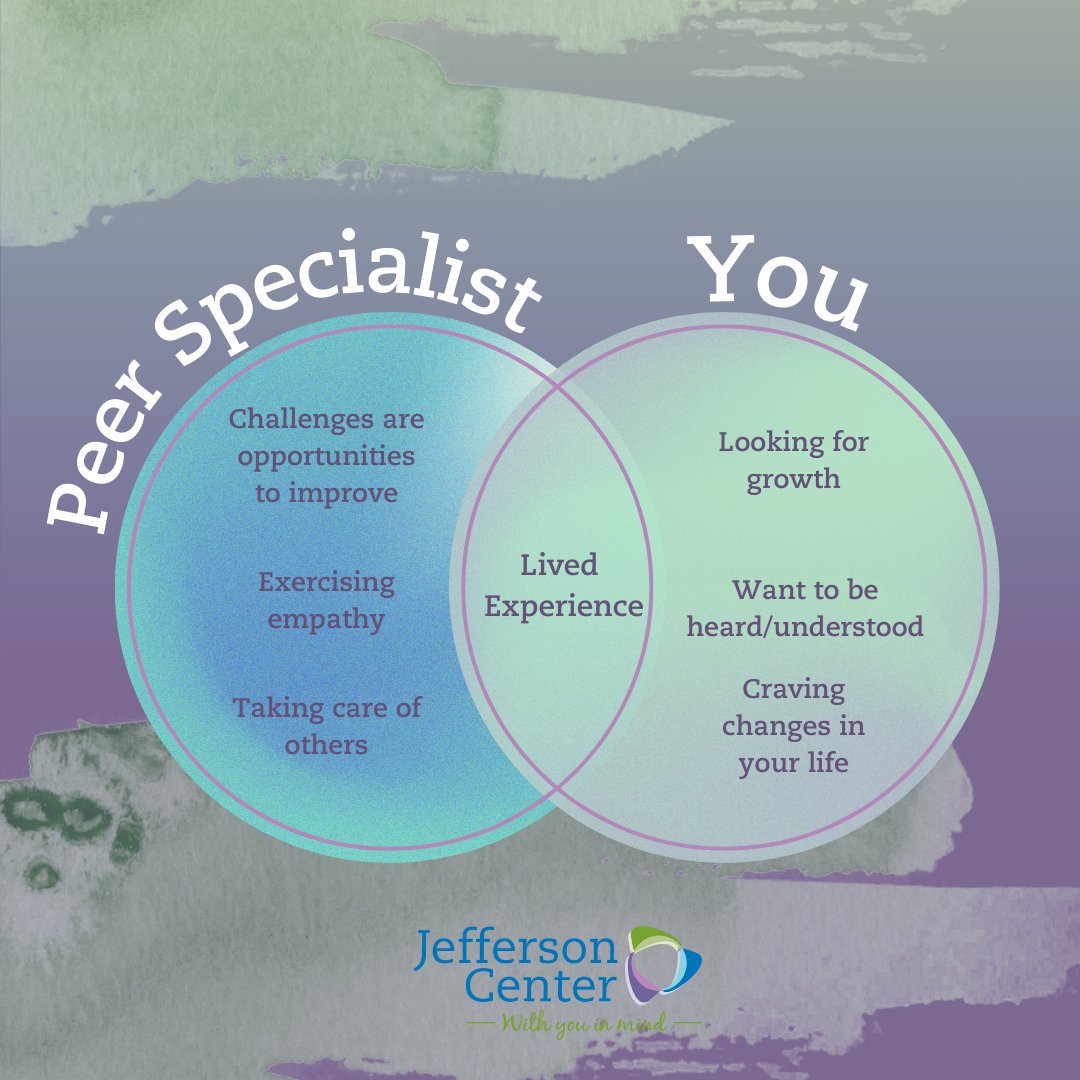 Peer Specialist
You
Challenges are
opportunities
to improve
Exercising
empathy
Taking care of
others
Lived
Experience
Looking for
growth
Want to be
heard/understood
Craving
changes in
your life
Jefferson
Center
With you in mind